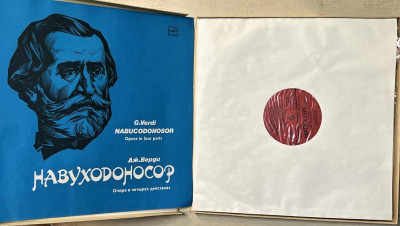 G.Verdi
NABUCODONOSOR
Opera in four parts
Дж.Верди
НАВУХОДОНОСОР
Опера в четырех действиях